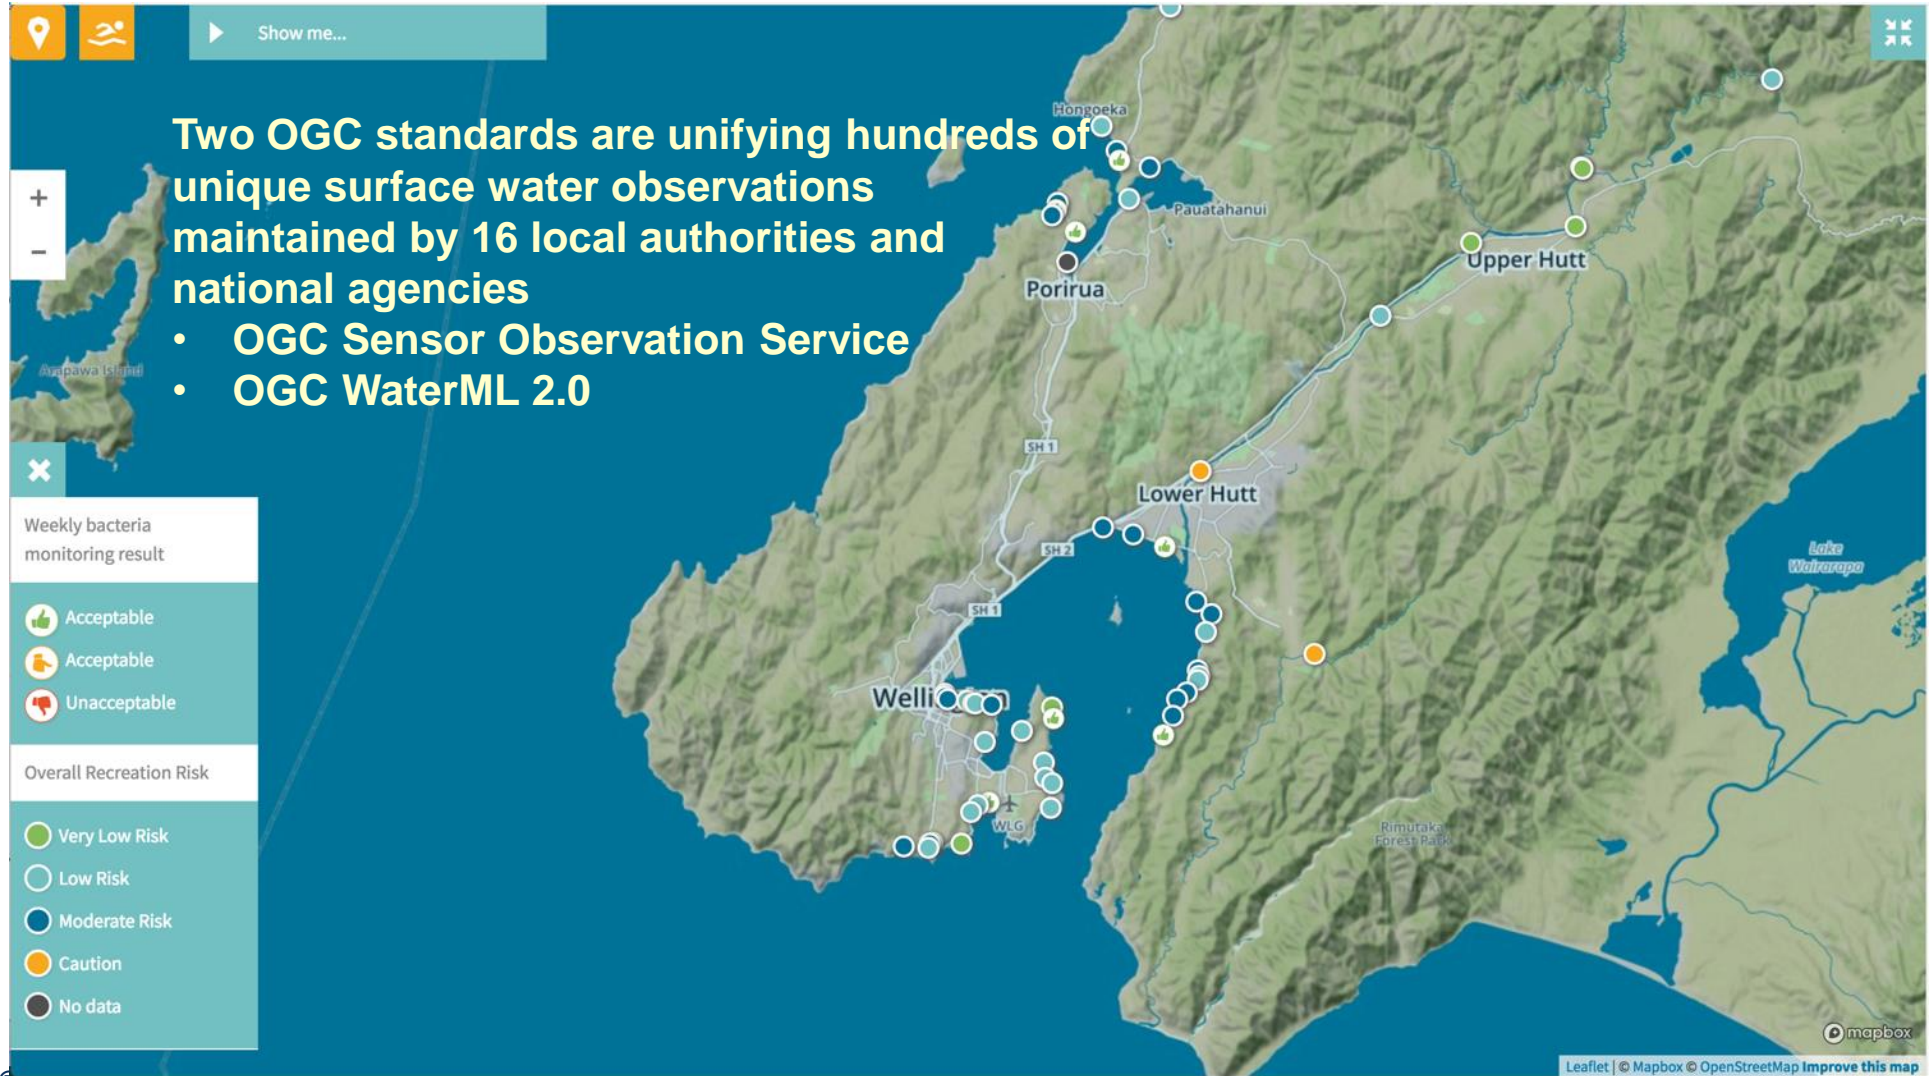 Show me...
Two OGC standards are unifying hundreds of
unique surface water observations
maintained by 16 local authorities and
national agencies
• OGC Sensor Observation Service
• OGC WaterML 2.0
+
−
Hongoeka
Pauatahanui
Porirua
Upper Hutt
Arapawa Island
SH 1
Lower Hutt
SH 2
Lake
Wairarapa
SH 1
Wellington
WLG
Rimutaka
Forest Park
Weekly bacteria
monitoring result
Acceptable
Acceptable
Unacceptable
Overall Recreation Risk
Very Low Risk
Low Risk
Moderate Risk
Caution
No data
mapbox
Leaflet | © Mapbox © OpenStreetMap Improve this map